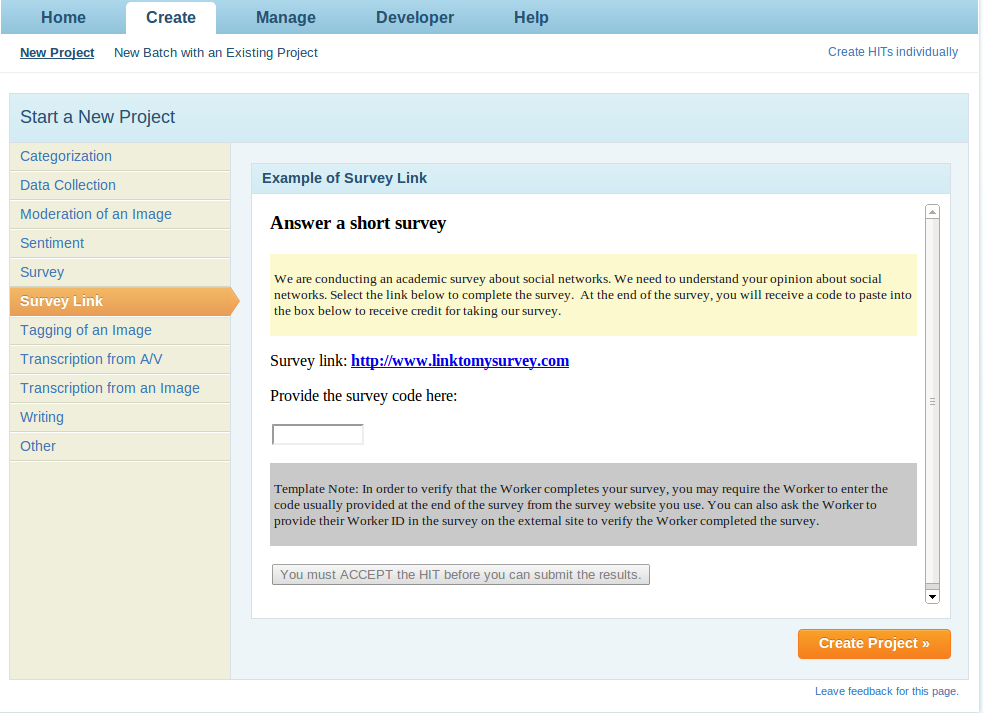 Home Create Manage Developer Help
New Project New Batch with an Existing Project Create HITs individually
Start a New Project
Categorization
Data Collection
Moderation of an Image
Sentiment
Survey
Survey Link
Tagging of an Image
Transcription from A/V
Transcription from an Image
Writing
Other
Example of Survey Link
Answer a short survey
We are conducting an academic survey about social networks. We need to understand your opinion about social
networks. Select the link below to complete the survey.  At the end of the survey, you will receive a code to paste into
the box below to receive credit for taking our survey.
Survey link: http://www.linktomysurvey.com
Provide the survey code here:
Template Note: In order to verify that the Worker completes your survey, you may require the Worker to enter the
code usually provided at the end of the survey from the survey website you use. You can also ask the Worker to
provide their Worker ID in the survey on the external site to verify the Worker completed the survey.
You must ACCEPT the HIT before you can submit the results.
Create Project »
Leave feedback for this page.